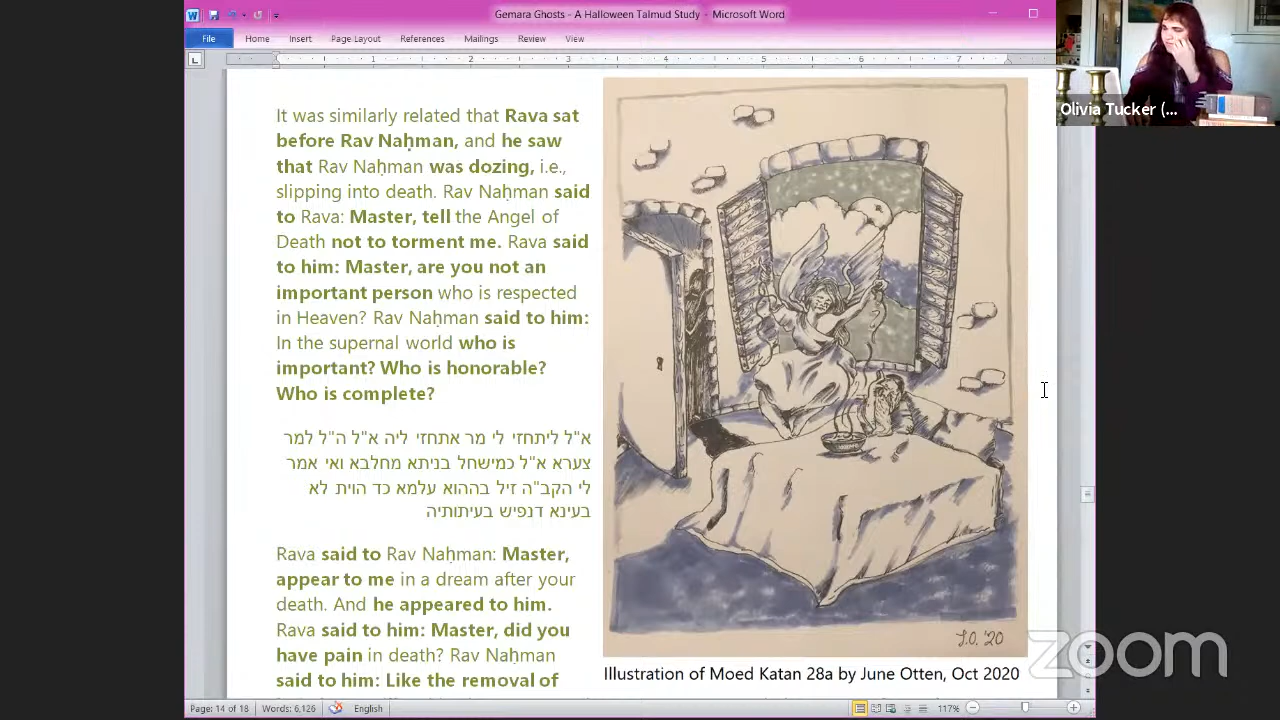 Gemara Ghosts - A Halloween Talmud Study - Microsoft Word
File Home Insert Page Layout References Mailings Review View
1 2 3 4 5 6 7
Olivia Tucker (...
It was similarly related that Rava sat
before Rav Naḥman, and he saw
that Rav Naḥman was dozing, i.e.,
slipping into death. Rav Naḥman said
to Rava: Master, tell the Angel of
Death not to torment me. Rava said
to him: Master, are you not an
important person who is respected
in Heaven? Rav Naḥman said to him:
In the supernal world who is
important? Who is honorable?
Who is complete?
א"ל ליתחזי לי מר אתחזי ליה א"ל ה"ל למר
צערא א"ל כמישחל בניתא מחלבא ואי אמר
לי הקב"ה זיל בההוא עלמא כד הוית לא
בעינא דנפיש בעיתותיה
Rava said to Rav Naḥman: Master,
appear to me in a dream after your
death. And he appeared to him.
Rava said to him: Master, did you
have pain in death? Rav Naḥman
said to him: Like the removal of
J.O. '20
Illustration of Moed Katan 28a by June Otten, Oct 2020
zoom
Page: 14 of 18 Words: 6,126 English 117%